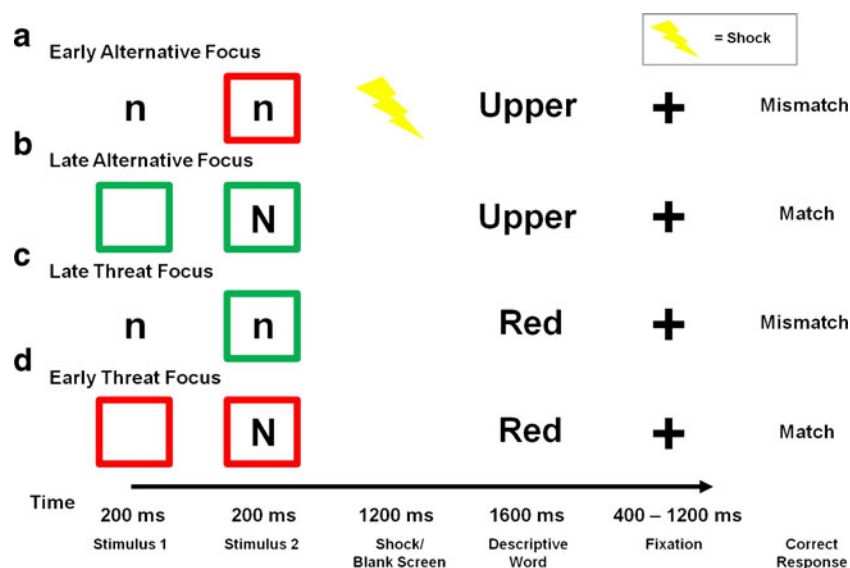 = Shock
a
Early Alternative Focus
n n Upper + Mismatch
b
Late Alternative Focus
N Upper + Match
c
Late Threat Focus
n n Red + Mismatch
d
Early Threat Focus
N Red + Match
Time
200 ms 200 ms 1200 ms 1600 ms 400 – 1200 ms
Stimulus 1 Stimulus 2 Shock/ Descriptive Fixation Correct
Blank Screen Word Response